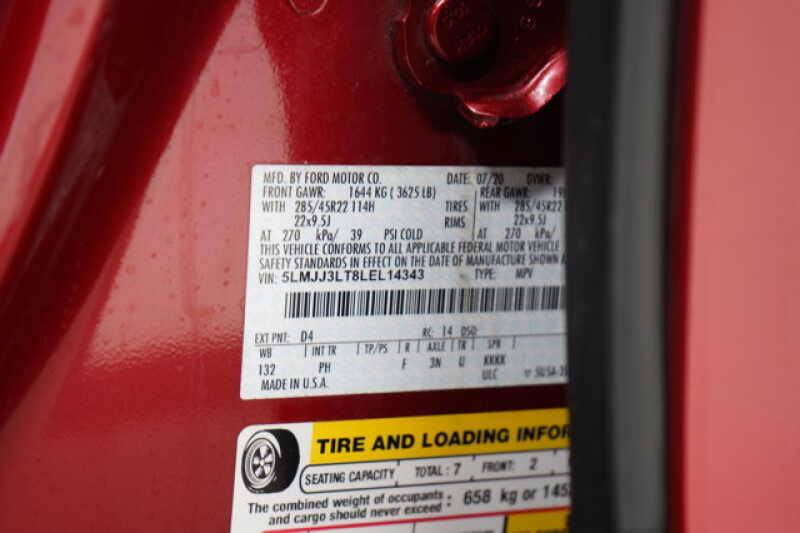 MFD. BY FORD MOTOR CO. DATE: 07/20 GVWR:
FRONT GAWR: 1644 KG ( 3625 LB) REAR GAWR:
WITH 285/45R22 114H TIRES WITH 285/45R22
22x9.5J RIMS 22x9.5J
AT 270 kPa/ 39 PSI COLD AT 270 kPa/
THIS VEHICLE CONFORMS TO ALL APPLICABLE FEDERAL MOTOR VEHICLE
SAFETY STANDARDS IN EFFECT ON THE DATE OF MANUFACTURE SHOWN
VIN: 5LMJJ3LT8LEL14343 TYPE: MPV
EXT PNT: D4 RC: 14 DSO:
WB INT TR TP/PS R AXLE TR SPR
132 PH F 3N U KKKK
MADE IN U.S.A. ULC
TIRE AND LOADING
SEATING CAPACITY TOTAL: 7 FRONT: 2
The combined weight of occupants and cargo should never exceed : 658 kg or